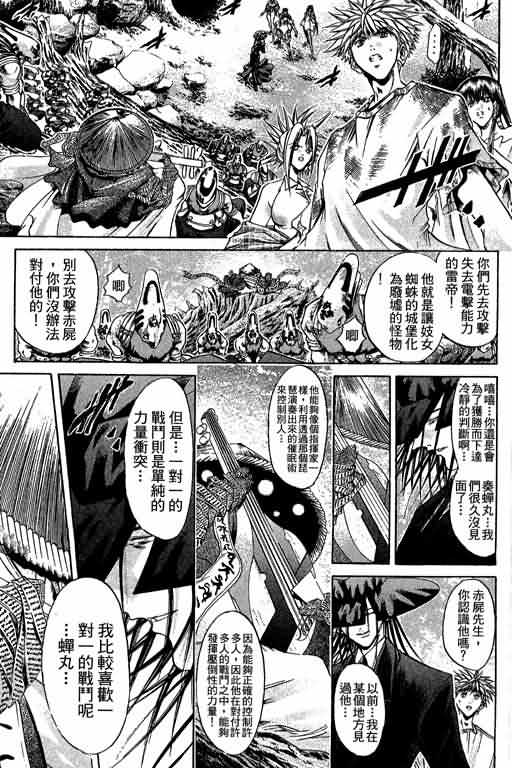 …
你們先去攻擊
失去電擊能力
的雷帝！
他就是讓妓女
蜘蛛的城堡化
為廢墟的怪物
！
唧
唧
別去攻擊赤屍
，你們沒辦法
對付他的！
嘻嘻…你還是會
為了獲勝而下達
冷靜的判斷啊…
奏蟬丸…我
們很久沒見
面了…
他能夠像個指揮家一
樣，利用透過那個琵
琶演奏出來的催眠術
來控制別人…
但是…一對一的
戰鬥則是單純的
力量衝突…
赤屍先生，
你認識他嗎？
以前…我在
某個地方見
過他…
因為能夠正確的控制許
多人，因此他在對付許
多人的戰鬥之中，能夠
發揮壓倒性的力量！
我比較喜歡一
對一的戰鬥呢
…蟬丸…